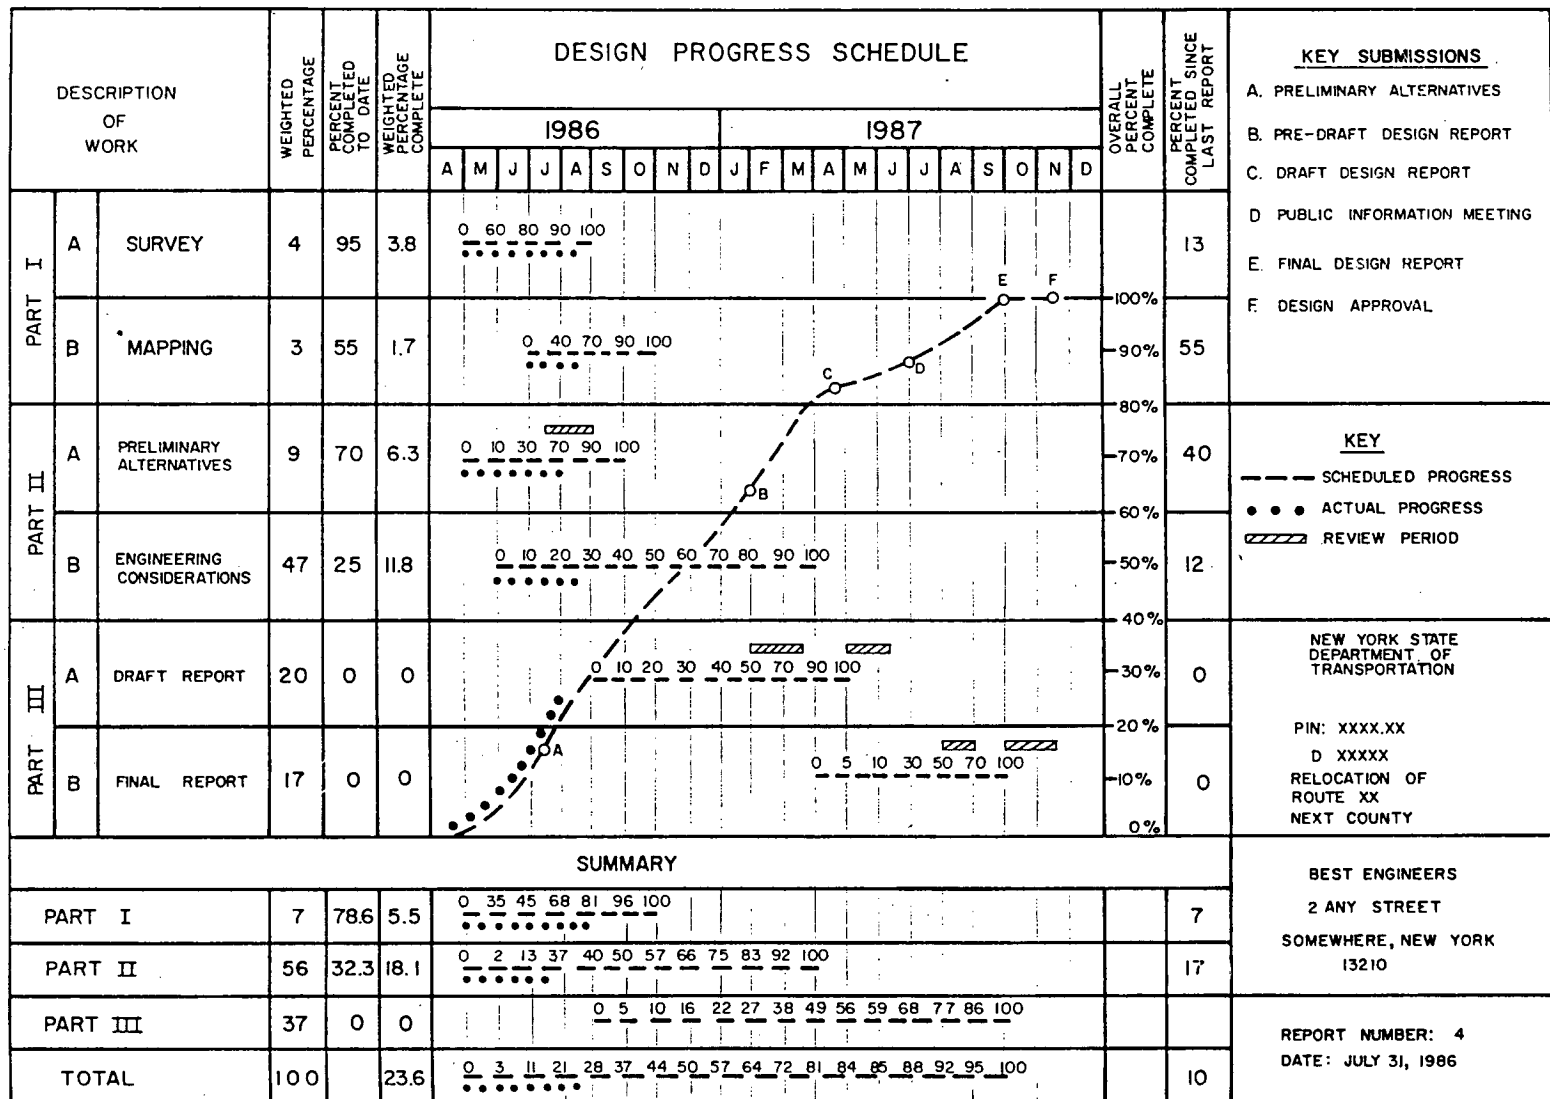 DESCRIPTION
OF
WORK
WEIGHTED
PERCENTAGE
PERCENT
COMPLETED
TO DATE
WEIGHTED
PERCENTAGE
COMPLETE
DESIGN PROGRESS SCHEDULE
1986 1987
A M J J A S O N D J F M A M J J A S O N D
OVERALL
PERCENT
COMPLETE
PERCENT
COMPLETED SINCE
LAST REPORT
PART I
A SURVEY 4 95 3.8
0 60 80 90 100
13
B MAPPING 3 55 1.7
0 40 70 90 100
55
PART II
A PRELIMINARY
ALTERNATIVES 9 70 6.3
0 10 30 70 90 100
40
B ENGINEERING
CONSIDERATIONS 47 25 11.8
0 10 20 30 40 50 60 70 80 90 100
12
PART III
A DRAFT REPORT 20 0 0
0 10 20 30 40 50 70 90 100
0
B FINAL REPORT 17 0 0
0 5 10 30 50 70 100
0
A
B
C
D
E F
100%
90%
80%
70%
60%
50%
40%
30%
20%
10%
0%
SUMMARY
PART I 7 78.6 5.5
0 35 45 68 81 96 100
7
PART II 56 32.3 18.1
0 2 13 37 40 50 57 66 75 83 92 100
17
PART III 37 0 0
0 5 10 16 22 27 38 49 56 59 68 77 86 100
TOTAL 100 23.6
0 3 11 21 28 37 44 50 57 64 72 81 84 85 88 92 95 100
10
KEY SUBMISSIONS
A. PRELIMINARY ALTERNATIVES
B. PRE-DRAFT DESIGN REPORT
C. DRAFT DESIGN REPORT
D PUBLIC INFORMATION MEETING
E. FINAL DESIGN REPORT
F. DESIGN APPROVAL
KEY
SCHEDULED PROGRESS
ACTUAL PROGRESS
REVIEW PERIOD
NEW YORK STATE
DEPARTMENT OF
TRANSPORTATION
PIN: XXXX.XX
D XXXXX
RELOCATION OF
ROUTE XX
NEXT COUNTY
BEST ENGINEERS
2 ANY STREET
SOMEWHERE, NEW YORK
13210
REPORT NUMBER: 4
DATE: JULY 31, 1986